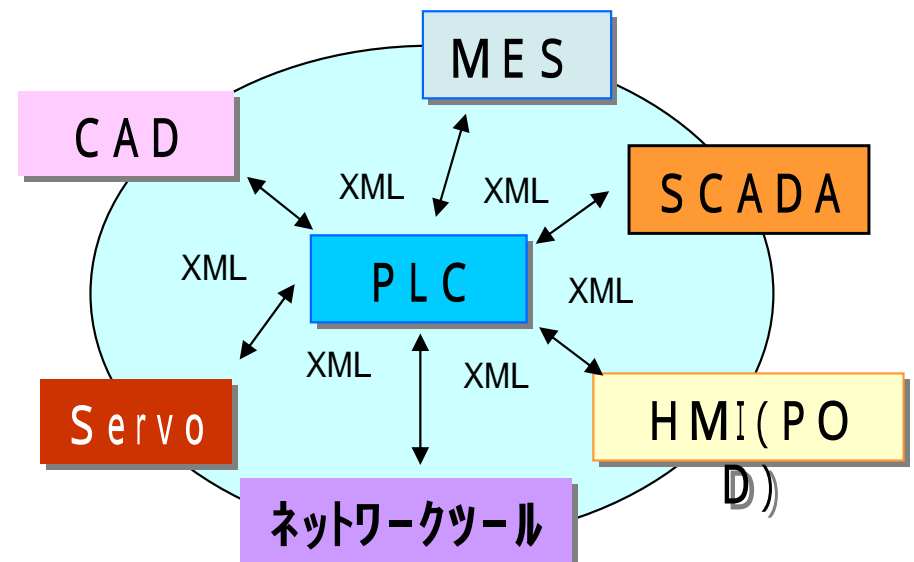 MES
CAD
SCADA
XML
XML
PLC
XML
XML
XML
XML
Servo
HMI(PO
D)
ネットワークツール